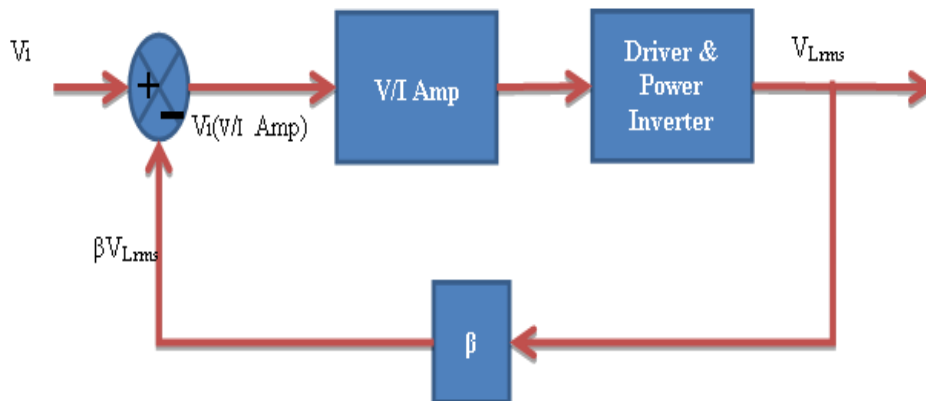 Vi
+
−
Vi(V/I Amp)
V/I Amp
Driver &
Power
Inverter
VLrms
βVLrms
β